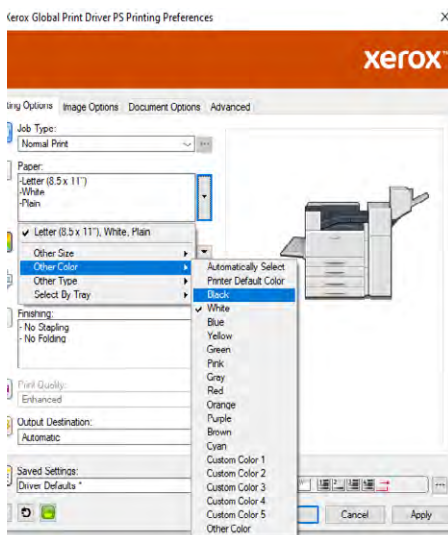 Xerox Global Print Driver PS Printing Preferences
X
xerox™
ting Options Image Options Document Options Advanced
Job Type:
Normal Print
Paper:
-Letter (8.5 x 11")
-White
-Plain
✓ Letter (8.5 x 11"), White, Plain
Other Size
Other Color
Other Type
Select By Tray
Automatically Select
Printer Default Color
Black
✓ White
Blue
Yellow
Green
Pink
Gray
Red
Orange
Purple
Brown
Cyan
Custom Color 1
Custom Color 2
Custom Color 3
Custom Color 4
Custom Color 5
Other Color
Finishing:
- No Stapling
- No Folding
Print Quality:
Enhanced
Output Destination:
Automatic
Saved Settings:
Driver Defaults *
Cancel
Apply